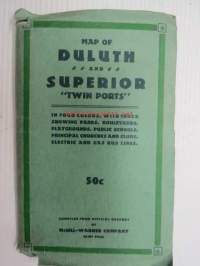 MAP OF
DULUTH
AND
SUPERIOR
"TWIN PORTS"
IN FOUR COLORS, WITH INDEX
SHOWING PARKS, BOULEVARDS,
PLAYGROUNDS, PUBLIC SCHOOLS,
PRINCIPAL CHURCHES AND CLUBS,
ELECTRIC AND GAS BUS LINES.
50c
COMPILED FROM OFFICIAL RECORDS
BY
McGILL-WARNER COMPANY
SAINT PAUL